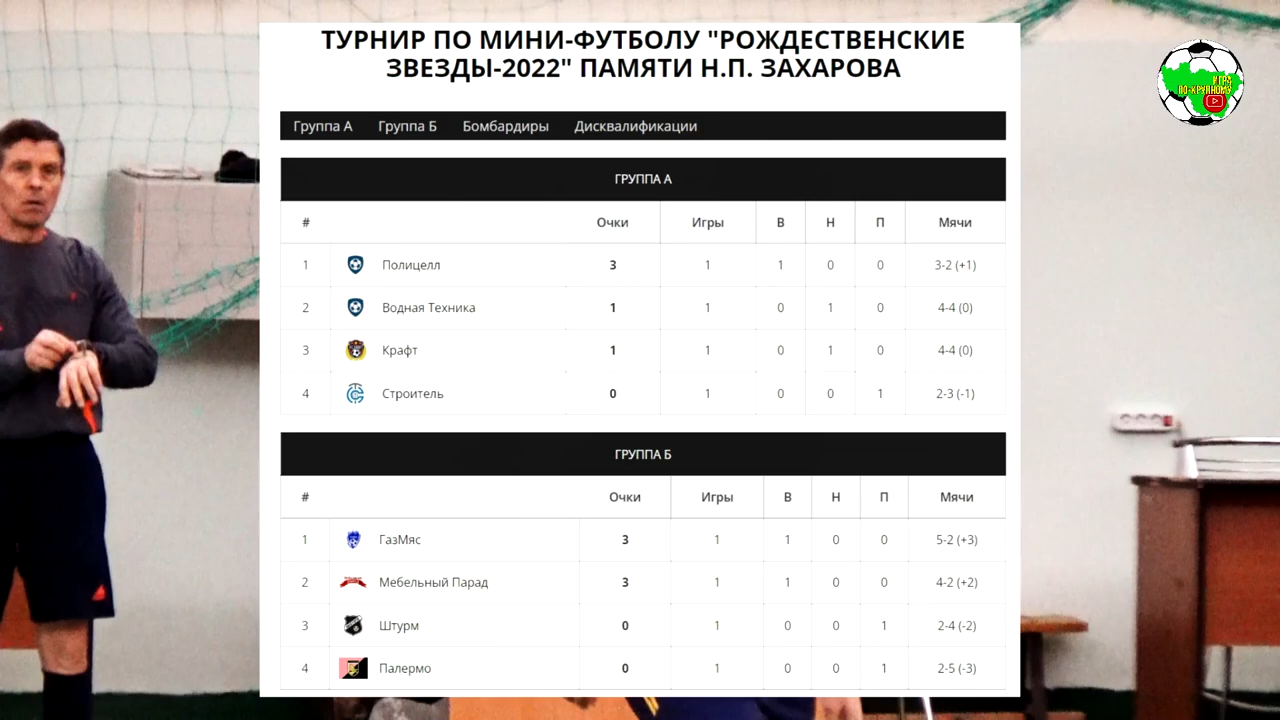 ТУРНИР ПО МИНИ-ФУТБОЛУ "РОЖДЕСТВЕНСКИЕ
ЗВЕЗДЫ-2022" ПАМЯТИ Н.П. ЗАХАРОВА
ИГРА
ПО-КРУПНОМУ
Группа А Группа Б Бомбардиры Дисквалификации
ГРУППА А
# Очки Игры В Н П Мячи
1 Полицелл 3 1 1 0 0 3-2 (+1)
2 Водная Техника 1 1 0 1 0 4-4 (0)
3 Крафт 1 1 0 1 0 4-4 (0)
4 Строитель 0 1 0 0 1 2-3 (-1)
ГРУППА Б
# Очки Игры В Н П Мячи
1 ГазМяс 3 1 1 0 0 5-2 (+3)
2 Мебельный Парад 3 1 1 0 0 4-2 (+2)
3 Штурм 0 1 0 0 1 2-4 (-2)
4 Палермо 0 1 0 0 1 2-5 (-3)